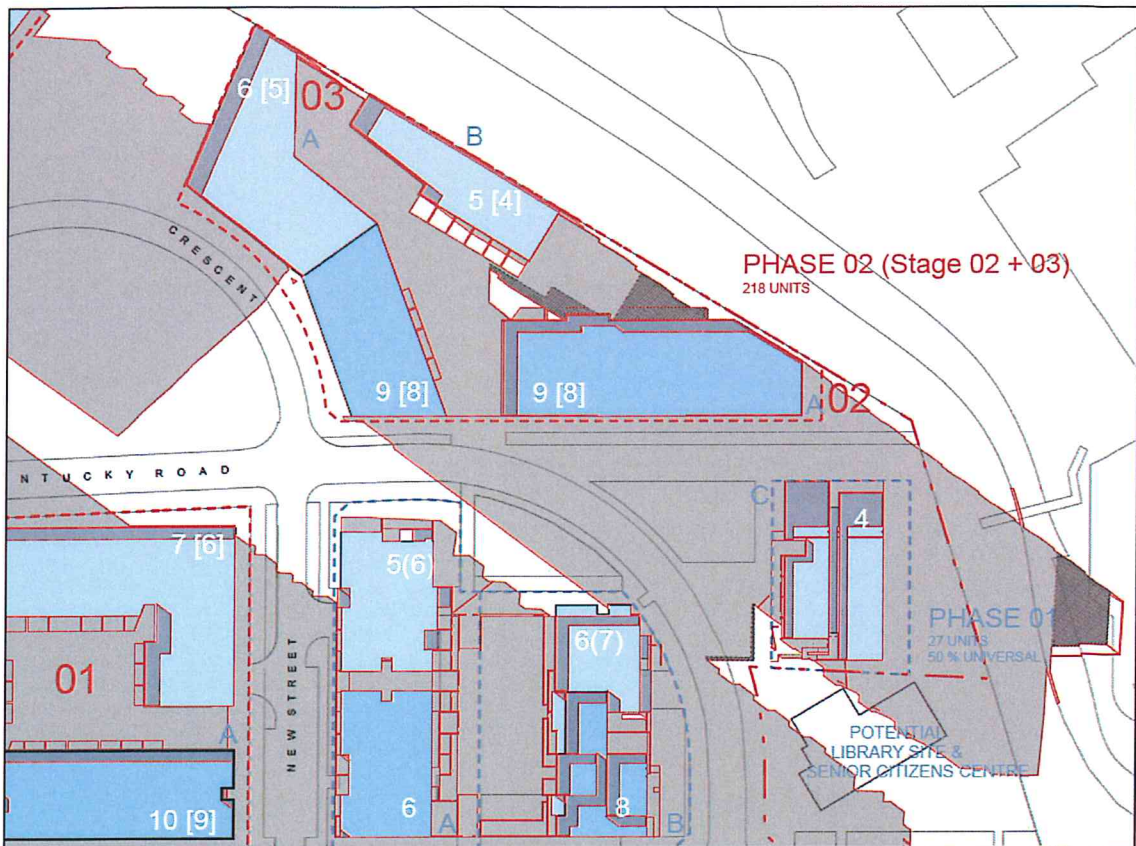 6 [5]
03
A
B
5 [4]
CRESCENT
PHASE 02 (Stage 02 + 03)
218 UNITS
9 [8]
9 [8]
A
02
NTUCKY ROAD
C
4
7 [6]
5(6)
6(7)
PHASE 01
27 UNITS
50 % UNIVERSAL
01
NEW STREET
A
POTENTIAL
LIBRARY SITE &
SENIOR CITIZENS CENTRE
10 [9]
6
A
8
B